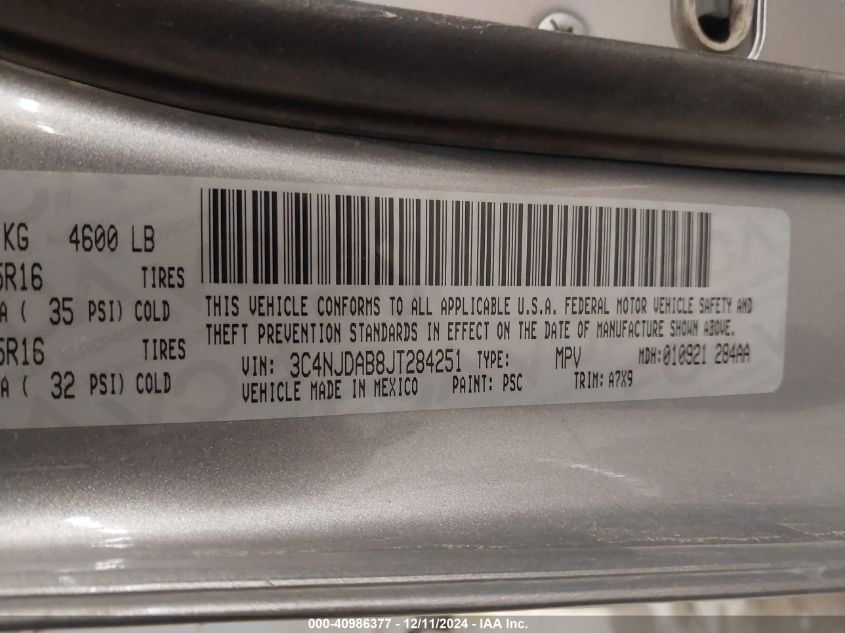 KG 4600 LB
5R16 TIRES
A ( 35 PSI) COLD
5R16 TIRES
A ( 32 PSI) COLD
THIS VEHICLE CONFORMS TO ALL APPLICABLE U.S.A. FEDERAL MOTOR VEHICLE SAFETY AND
THEFT PREVENTION STANDARDS IN EFFECT ON THE DATE OF MANUFACTURE SHOWN ABOVE.
VIN: 3C4NJDAB8JT284251 TYPE: MPV MDH:010921 284AA
VEHICLE MADE IN MEXICO PAINT: PSC TRIM: A7X9
000-40986377 - 12/11/2024 - IAA Inc.